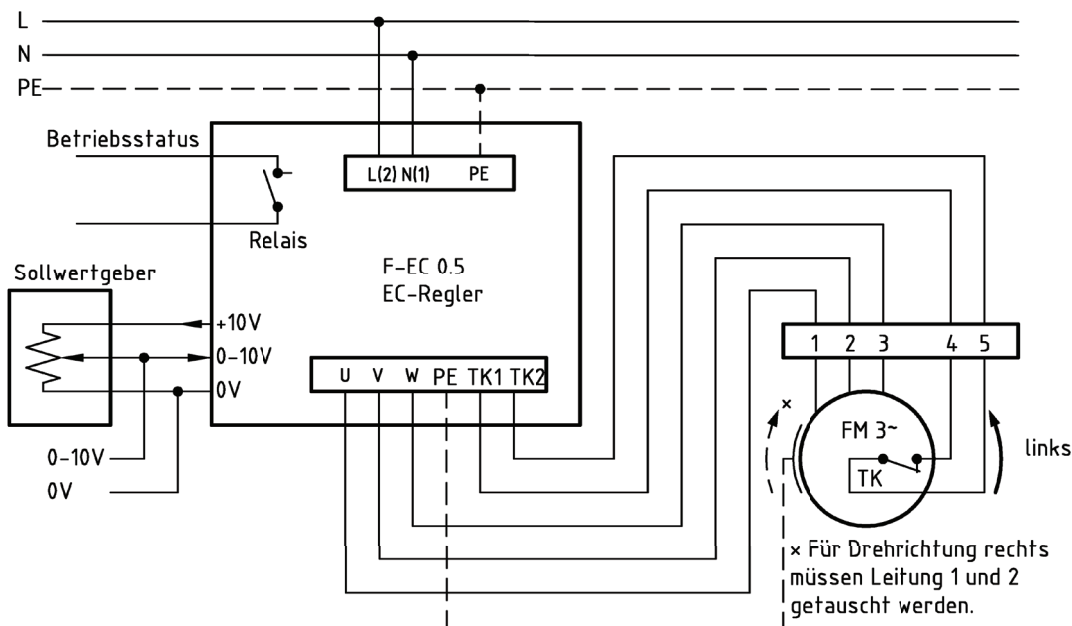 L
N
PE
Betriebsstatus
L(2) N(1) PE
Relais
Sollwertgeber
F-EC 0.5
EC-Regler
+10V
0-10V
0V
U V W PE TK1 TK2
1 2 3 4 5
×
FM 3~
TK
links
0-10V
0V
× Für Drehrichtung rechts
müssen Leitung 1 und 2
getauscht werden.